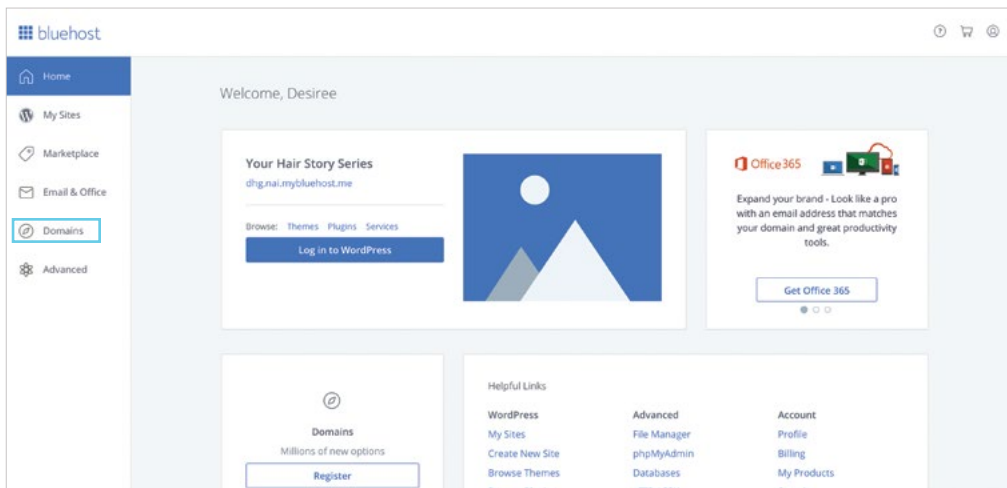 bluehost
Home
My Sites
Marketplace
Email & Office
Domains
Advanced
Welcome, Desiree
Your Hair Story Series
dhg.nai.mybluehost.me
Browse: Themes Plugins Services
Log in to WordPress
Office 365
Expand your brand - Look like a pro
with an email address that matches
your domain and great productivity
tools.
Get Office 365
Domains
Millions of new options
Register
Helpful Links
WordPress
My Sites
Create New Site
Browse Themes
Advanced
File Manager
phpMyAdmin
Databases
Account
Profile
Billing
My Products